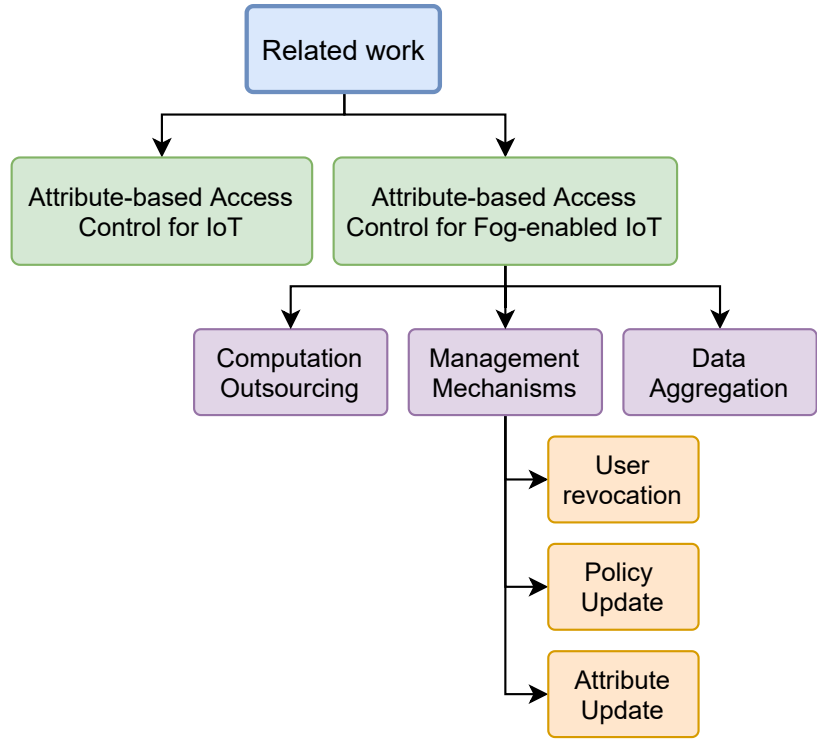 Related work
Attribute-based Access
Control for IoT
Attribute-based Access
Control for Fog-enabled IoT
Computation
Outsourcing
Management
Mechanisms
Data
Aggregation
User
revocation
Policy
Update
Attribute
Update